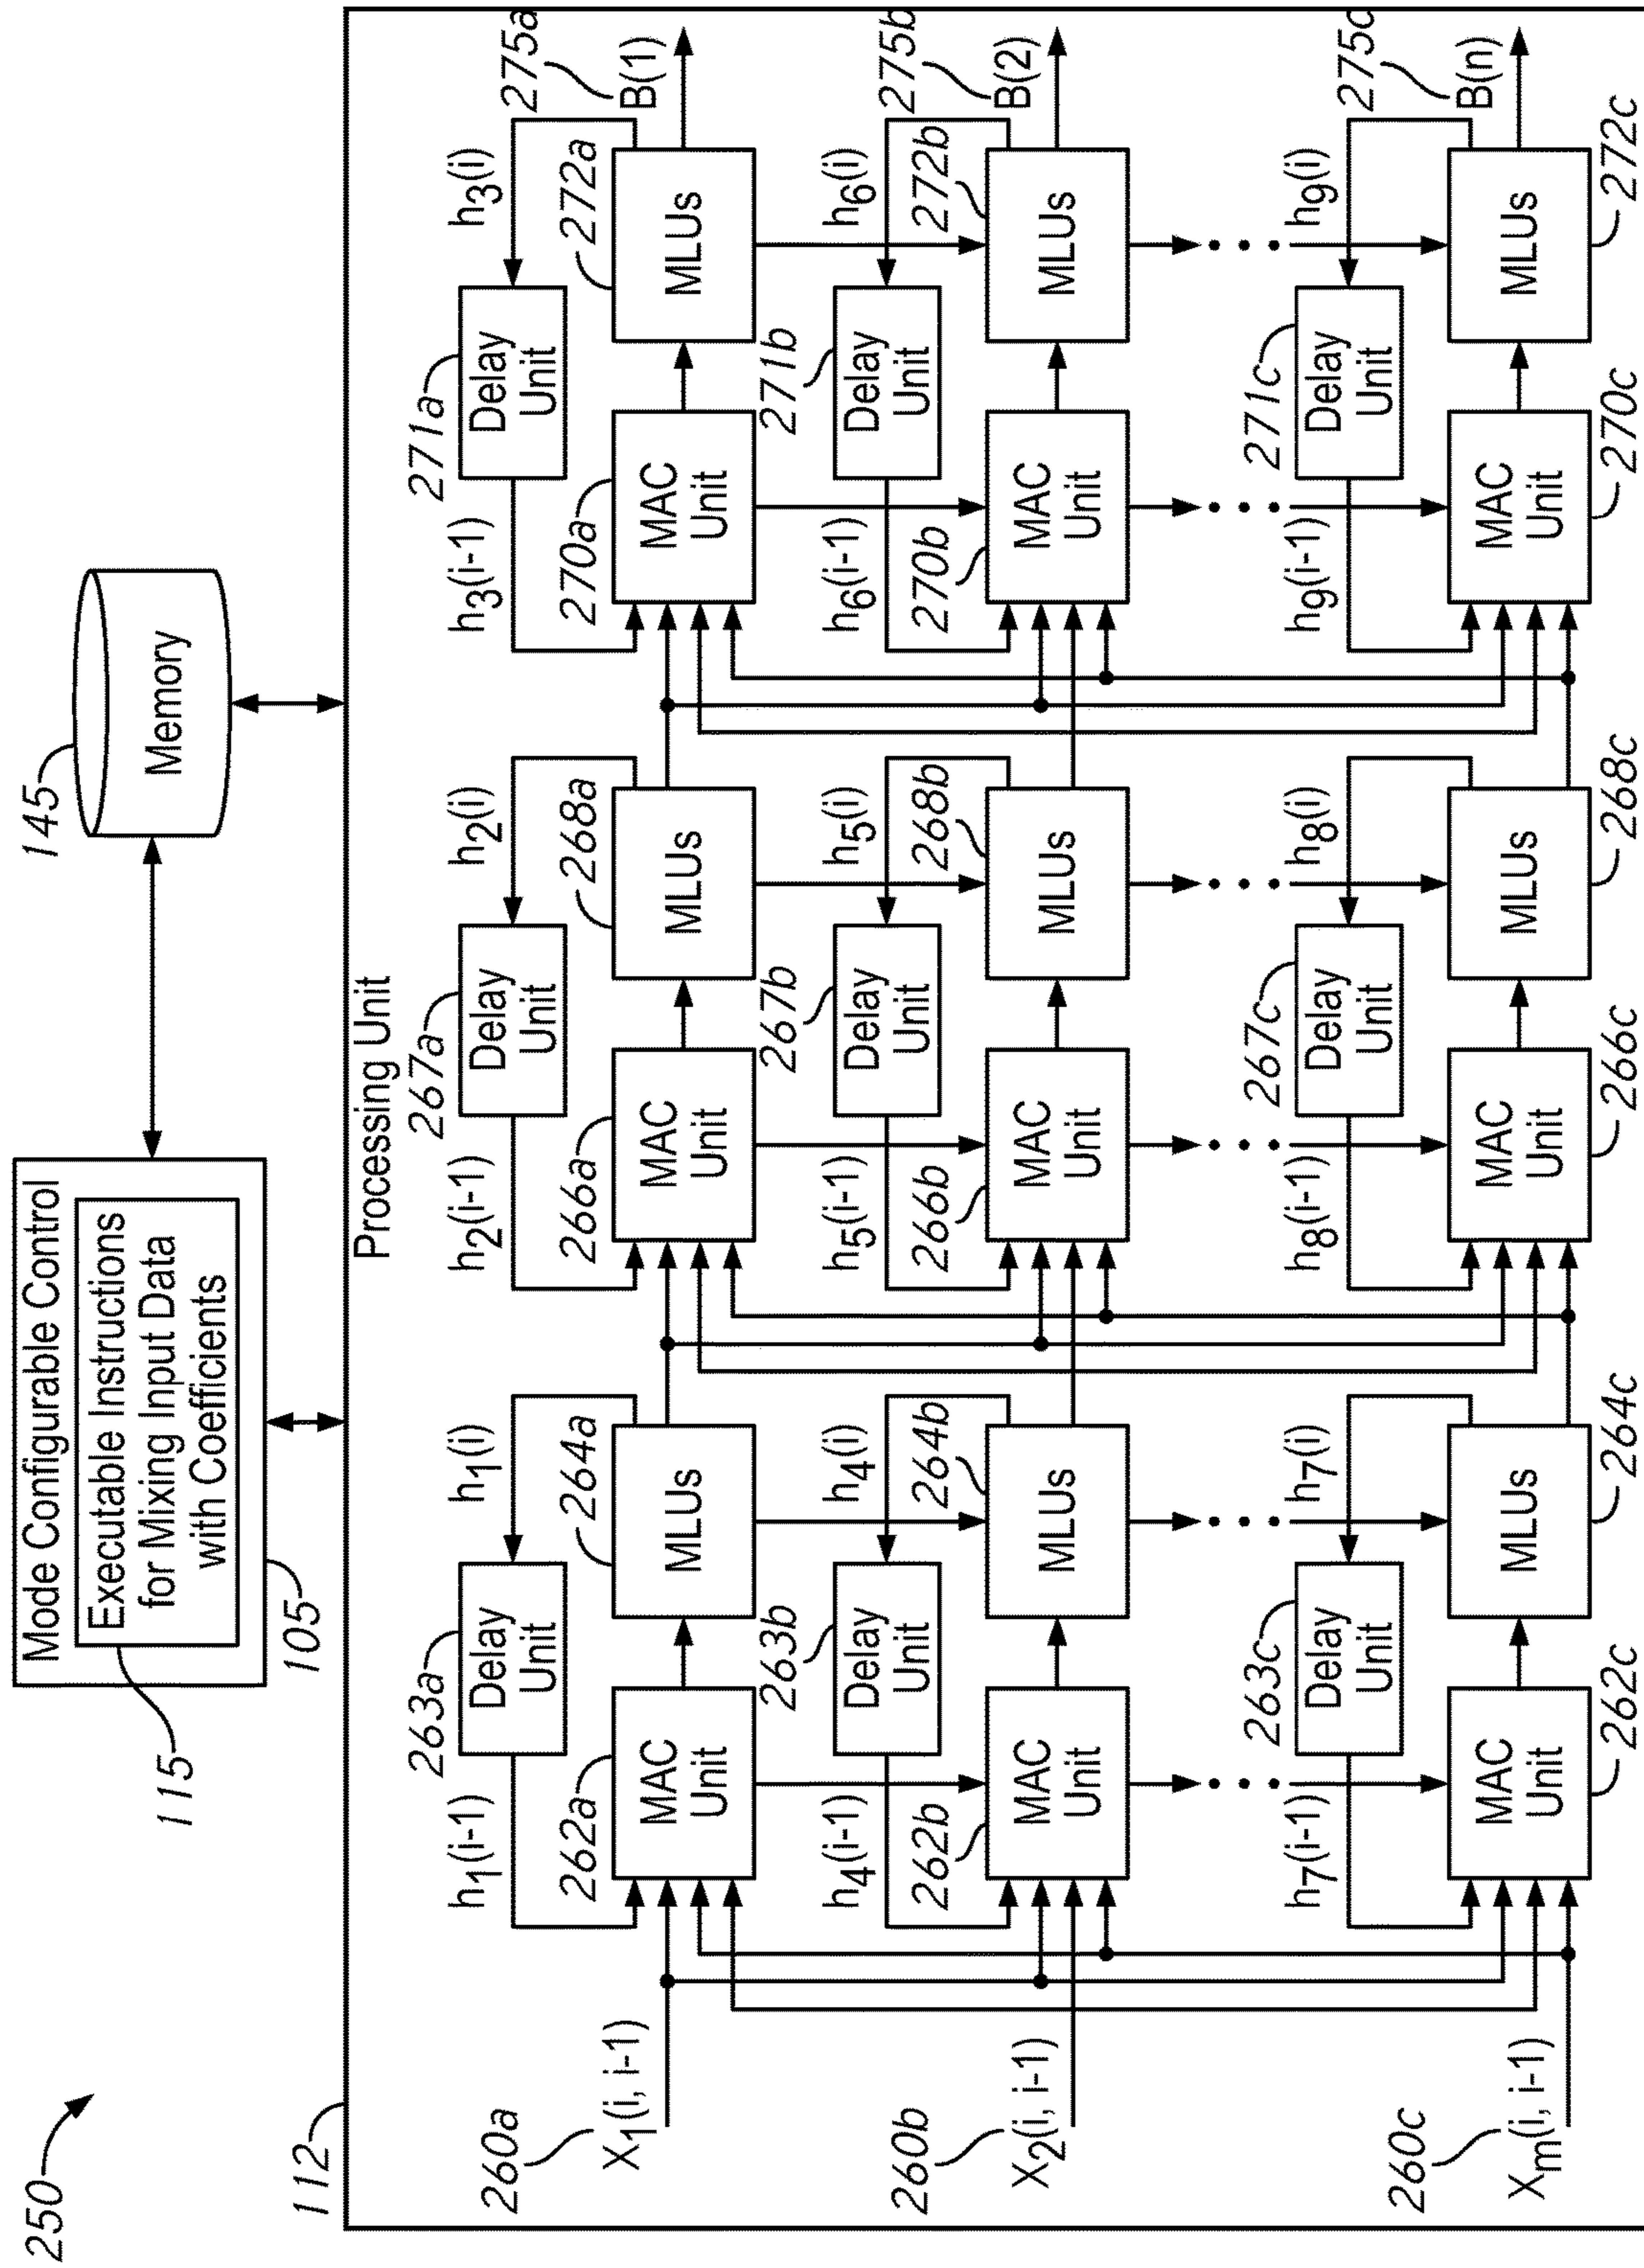 250
Mode Configurable Control
Executable Instructions
for Mixing Input Data
with Coefficients
115
105
145
Memory
112
Processing Unit
260a
X1(i, i-1)
h1(i-1)
263a
Delay
Unit
h1(i)
262a
MAC
Unit
264a
MLUs
h2(i-1)
267a
Delay
Unit
h2(i)
266a
MAC
Unit
268a
MLUs
h3(i-1)
271a
Delay
Unit
h3(i)
270a
MAC
Unit
272a
MLUs
275a
B(1)
260b
X2(i, i-1)
h4(i-1)
263b
Delay
Unit
h4(i)
262b
MAC
Unit
264b
MLUs
h5(i-1)
267b
Delay
Unit
h5(i)
266b
MAC
Unit
268b
MLUs
h6(i-1)
271b
Delay
Unit
h6(i)
270b
MAC
Unit
272b
MLUs
275b
B(2)
260c
Xm(i, i-1)
h7(i-1)
263c
Delay
Unit
h7(i)
262c
MAC
Unit
264c
MLUs
h8(i-1)
267c
Delay
Unit
h8(i)
266c
MAC
Unit
268c
MLUs
h9(i-1)
271c
Delay
Unit
h9(i)
270c
MAC
Unit
272c
MLUs
275c
B(n)